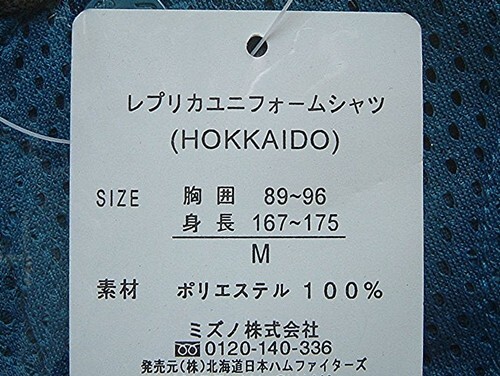 レプリカユニフォームシャツ
(HOKKAIDO)
SIZE 胸囲 89~96
身長 167~175
M
素材 ポリエステル 100%
ミズノ株式会社
0120-140-336
発売元(株)北海道日本ハムファイターズ